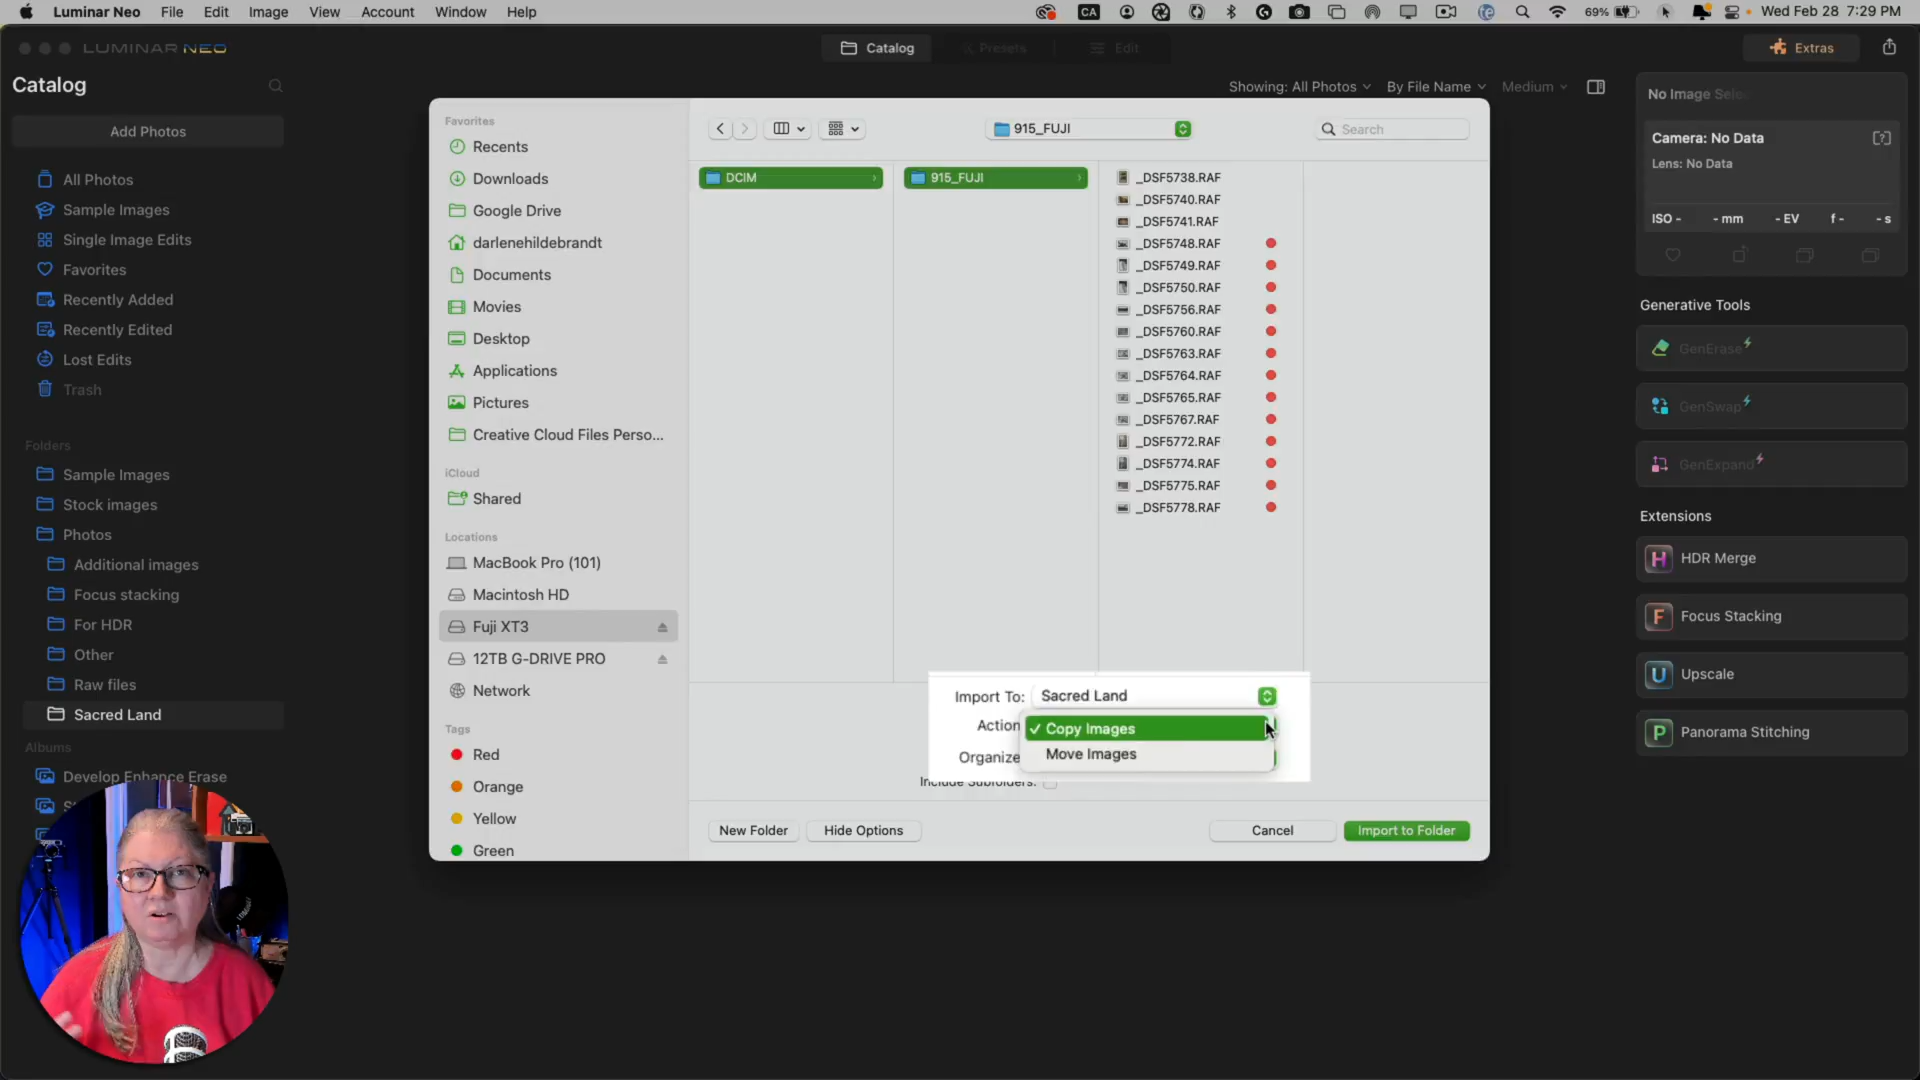 Luminar Neo File Edit Image View Account Window Help CA 69% Wed Feb 28 7:29 PM
LUMINAR NEO Catalog Presets Edit Extras
Catalog
Showing: All Photos By File Name Medium
Add Photos
All Photos
Sample Images
Single Image Edits
Favorites
Recently Added
Recently Edited
Lost Edits
Trash
Folders
Sample Images
Stock images
Photos
Additional images
Focus stacking
For HDR
Other
Raw files
Sacred Land
Albums
Develop Enhance Erase
Favorites
Recents
Downloads
Google Drive
darlenehildebrandt
Documents
Movies
Desktop
Applications
Pictures
Creative Cloud Files Perso...
iCloud
Shared
Locations
MacBook Pro (101)
Macintosh HD
Fuji XT3
12TB G-DRIVE PRO
Network
Tags
Red
Orange
Yellow
Green
915_FUJI
Search
DCIM
915_FUJI
_DSF5738.RAF
_DSF5740.RAF
_DSF5741.RAF
_DSF5748.RAF
_DSF5749.RAF
_DSF5750.RAF
_DSF5756.RAF
_DSF5760.RAF
_DSF5763.RAF
_DSF5764.RAF
_DSF5765.RAF
_DSF5767.RAF
_DSF5772.RAF
_DSF5774.RAF
_DSF5775.RAF
_DSF5778.RAF
Import To: Sacred Land
Action ✓ Copy Images
Move Images
Organize
Include Subfolders:
New Folder Hide Options Cancel Import to Folder
No Image Selec
Camera: No Data
Lens: No Data
ISO - - mm - EV f - - s
Generative Tools
GenErase
GenSwap
GenExpand
Extensions
H HDR Merge
F Focus Stacking
U Upscale
P Panorama Stitching